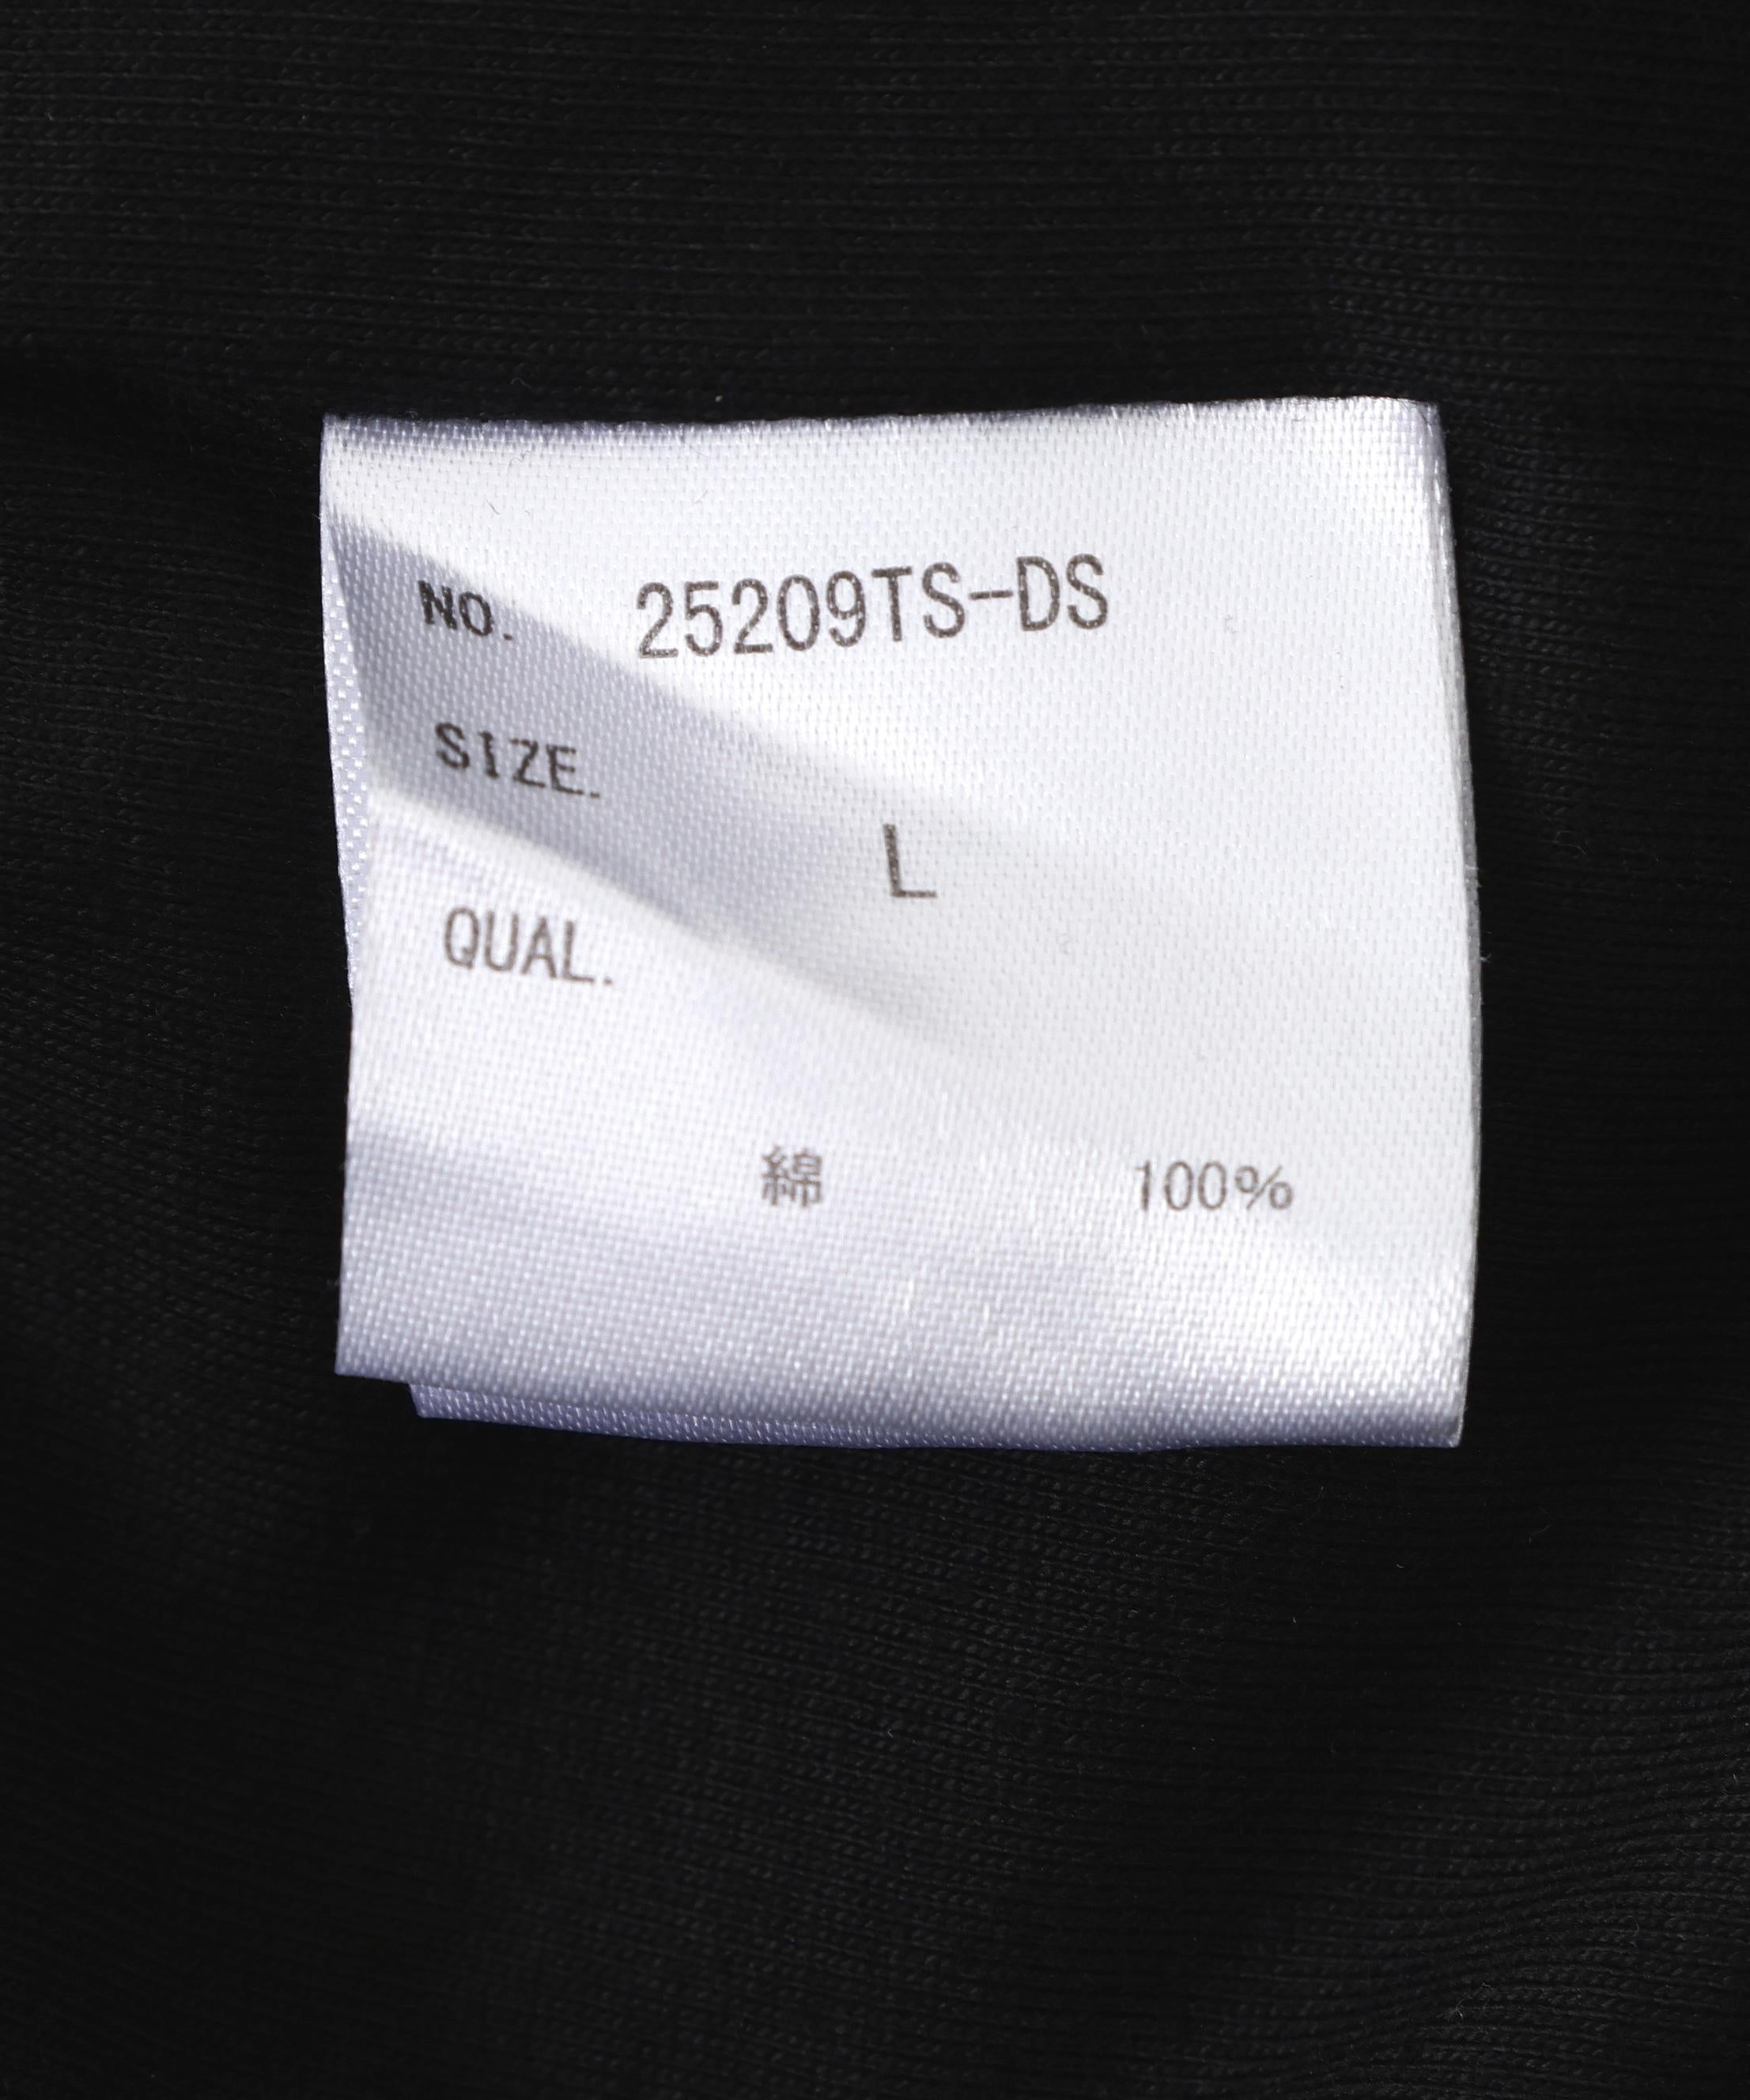 NO. 25209TS-DS
SIZE.
L
QUAL.
綿 100%